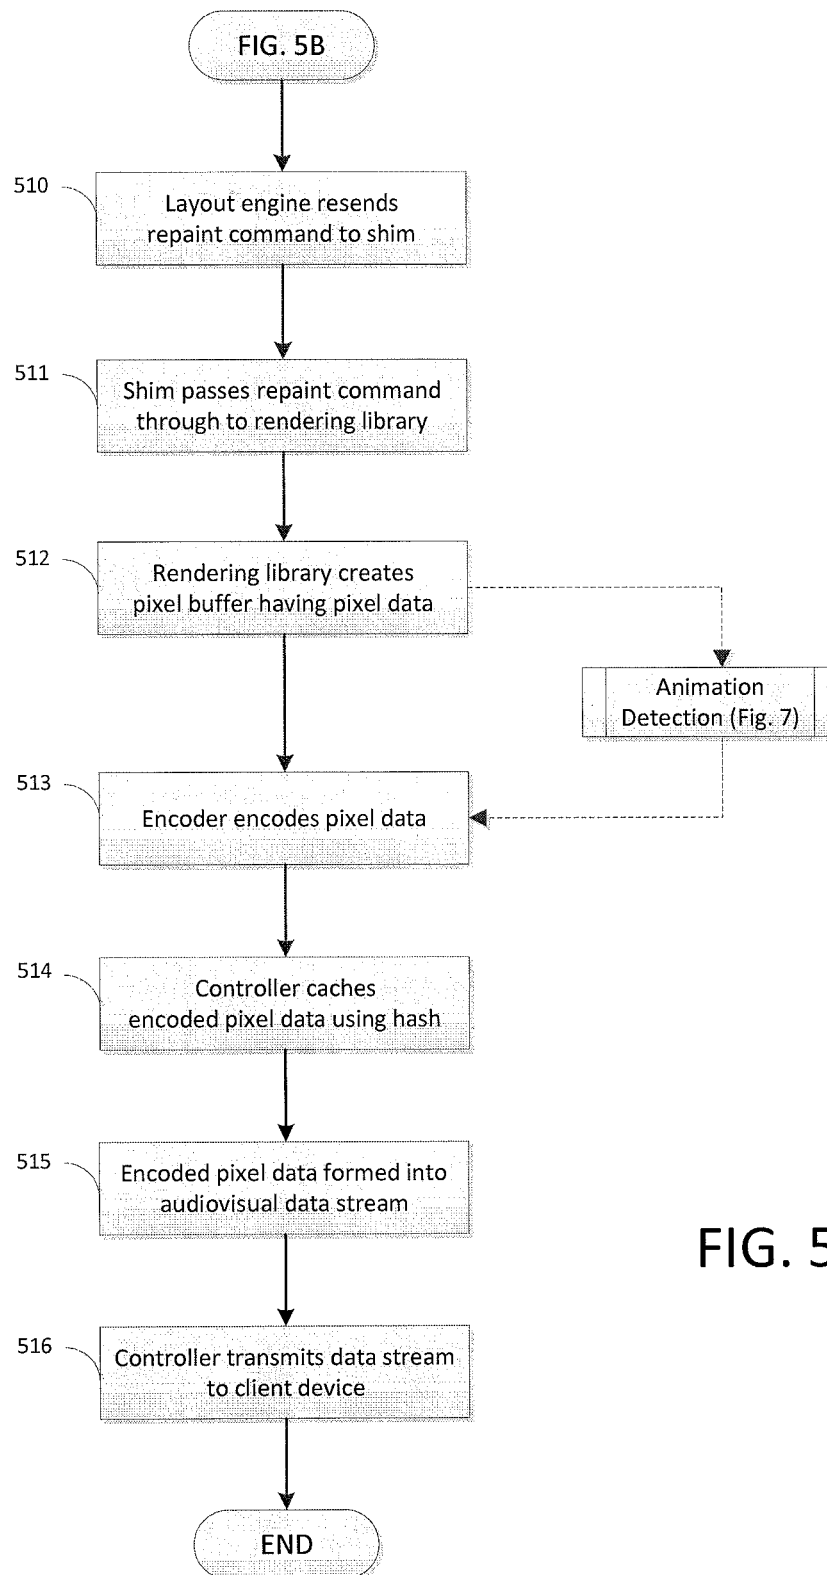 FIG. 5B
510
Layout engine resends
repaint command to shim
511
Shim passes repaint command
through to rendering library
512
Rendering library creates
pixel buffer having pixel data
Animation
Detection (Fig. 7)
513
Encoder encodes pixel data
514
Controller caches
encoded pixel data using hash
515
Encoded pixel data formed into
audiovisual data stream
FIG. 5
516
Controller transmits data stream
to client device
END